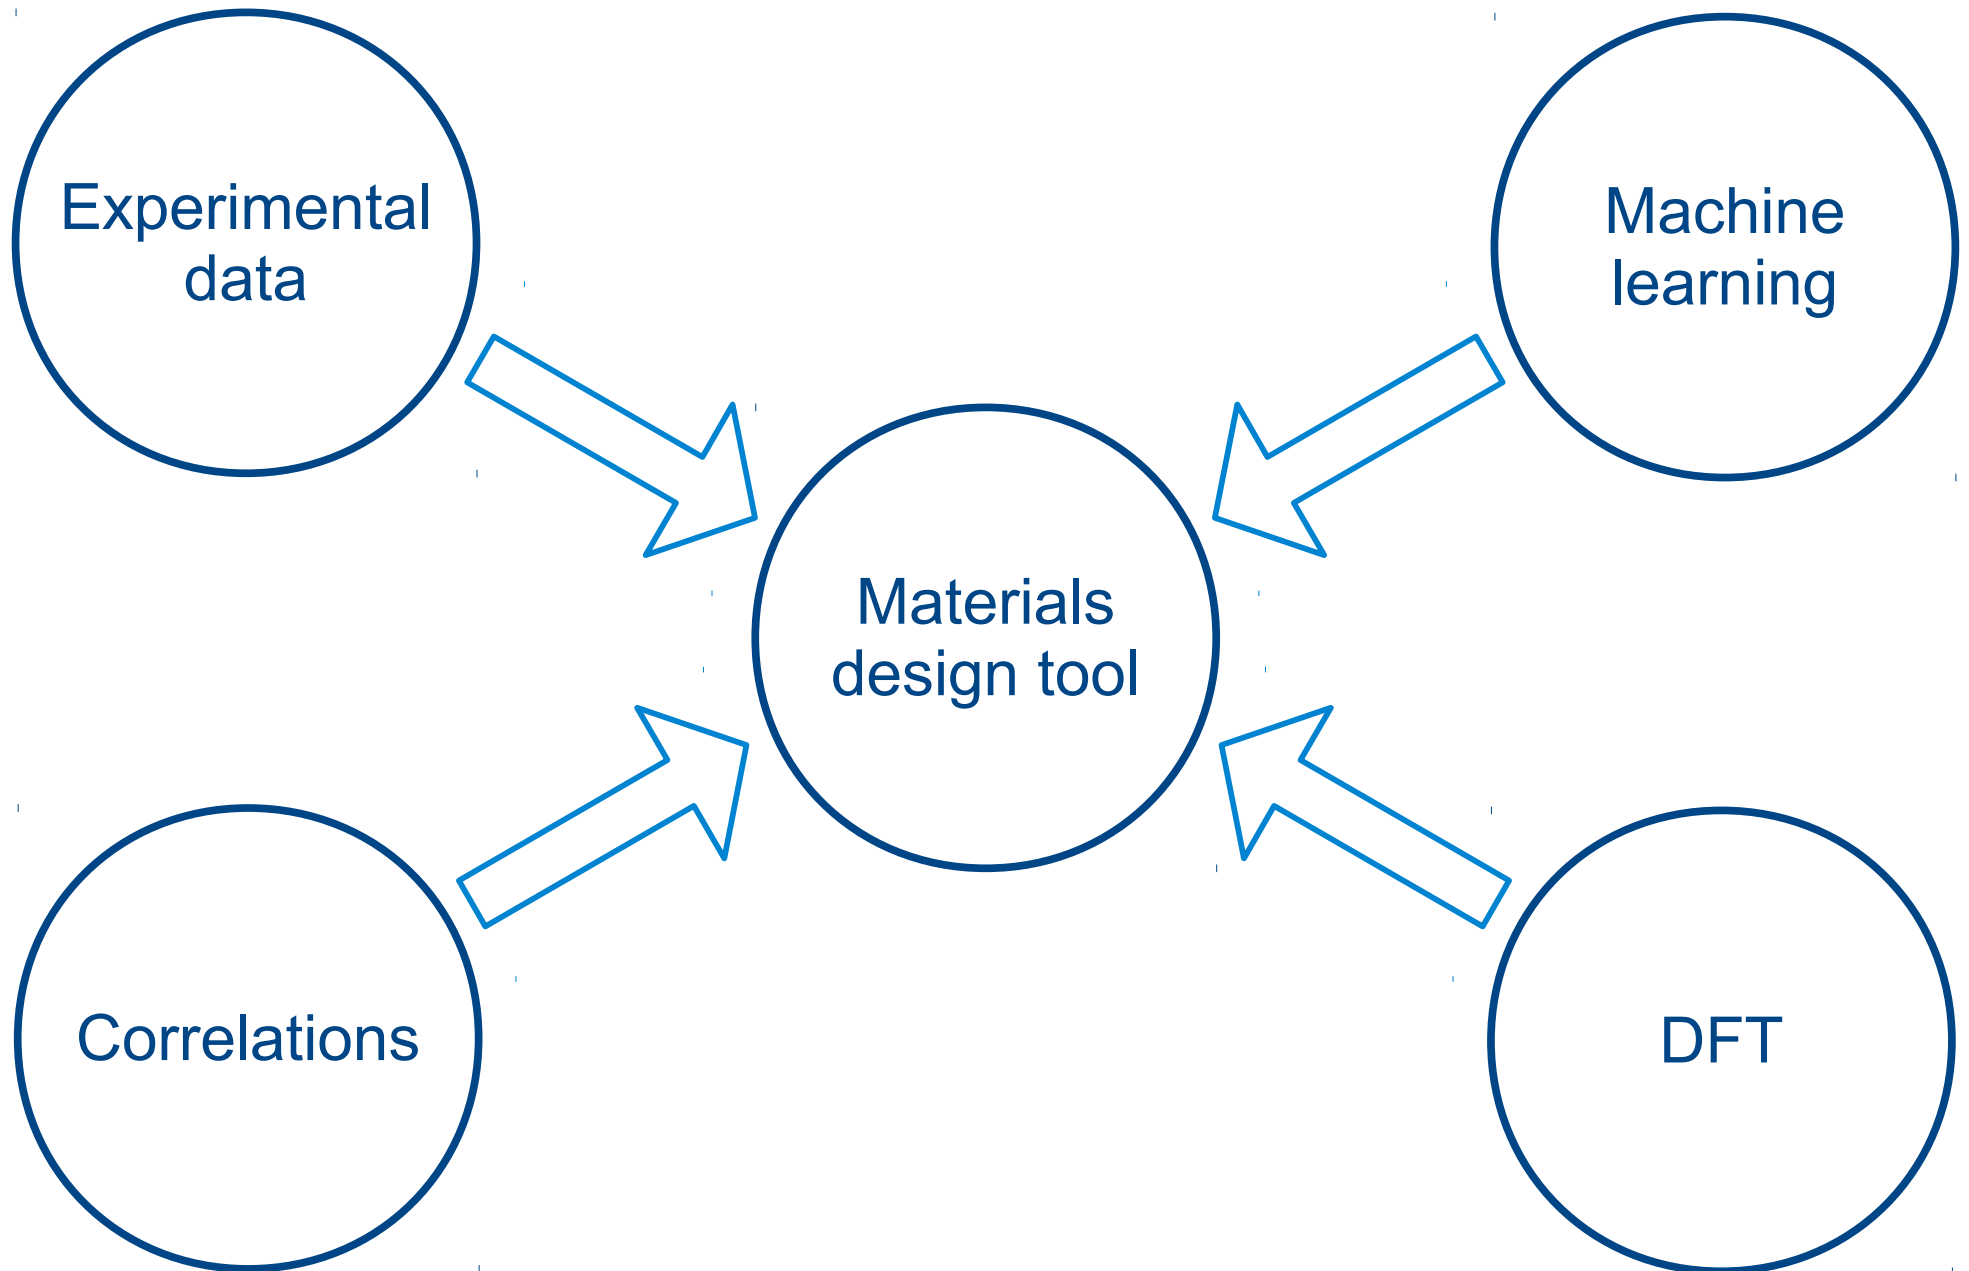 Experimental
data
Machine
learning
Materials
design tool
Correlations
DFT